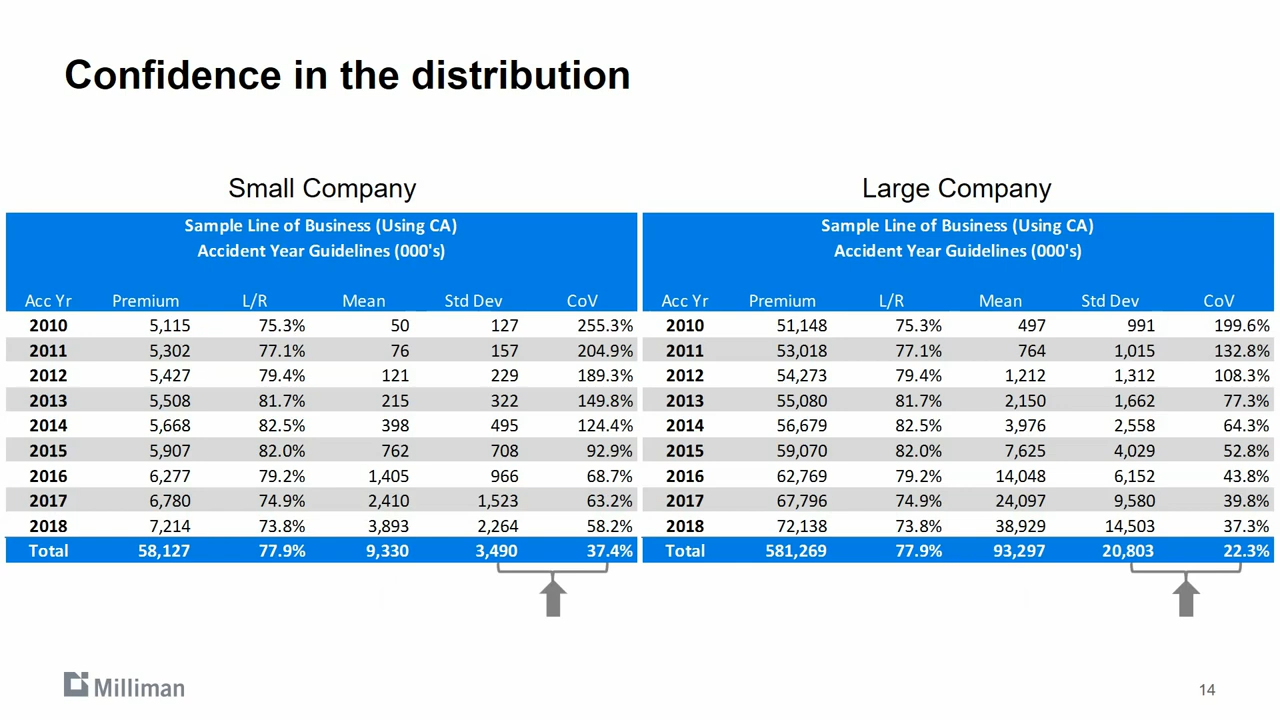 Confidence in the distribution
Small Company
Sample Line of Business (Using CA)
Accident Year Guidelines (000's)
Acc Yr Premium L/R Mean Std Dev CoV
2010 5,115 75.3% 50 127 255.3%
2011 5,302 77.1% 76 157 204.9%
2012 5,427 79.4% 121 229 189.3%
2013 5,508 81.7% 215 322 149.8%
2014 5,668 82.5% 398 495 124.4%
2015 5,907 82.0% 762 708 92.9%
2016 6,277 79.2% 1,405 966 68.7%
2017 6,780 74.9% 2,410 1,523 63.2%
2018 7,214 73.8% 3,893 2,264 58.2%
Total 58,127 77.9% 9,330 3,490 37.4%
Large Company
Sample Line of Business (Using CA)
Accident Year Guidelines (000's)
Acc Yr Premium L/R Mean Std Dev CoV
2010 51,148 75.3% 497 991 199.6%
2011 53,018 77.1% 764 1,015 132.8%
2012 54,273 79.4% 1,212 1,312 108.3%
2013 55,080 81.7% 2,150 1,662 77.3%
2014 56,679 82.5% 3,976 2,558 64.3%
2015 59,070 82.0% 7,625 4,029 52.8%
2016 62,769 79.2% 14,048 6,152 43.8%
2017 67,796 74.9% 24,097 9,580 39.8%
2018 72,138 73.8% 38,929 14,503 37.3%
Total 581,269 77.9% 93,297 20,803 22.3%
Milliman
14